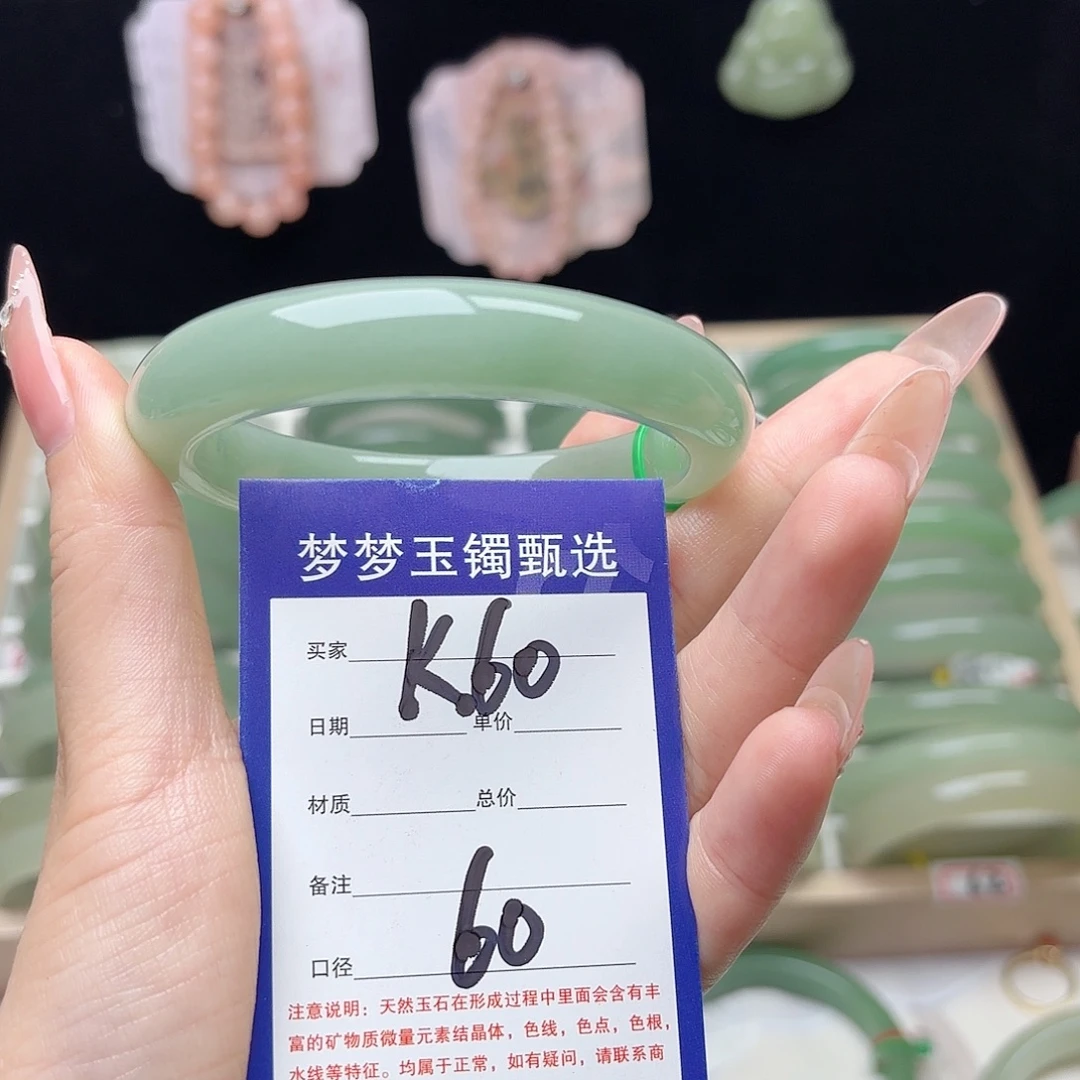 梦梦玉镯甄选
买家 K.60
日期 单价
材质 总价
备注
口径 60
注意说明：天然玉石在形成过程中里面会含有丰
富的矿物质微量元素结晶体，色线，色点，色根，
水线等特征。均属于正常，如有疑问，请联系商